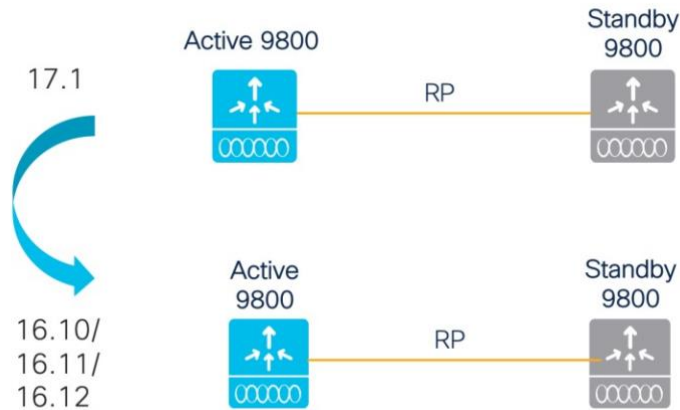 17.1
Active 9800
RP
Standby
9800
16.10/
16.11/
16.12
Active
9800
RP
Standby
9800